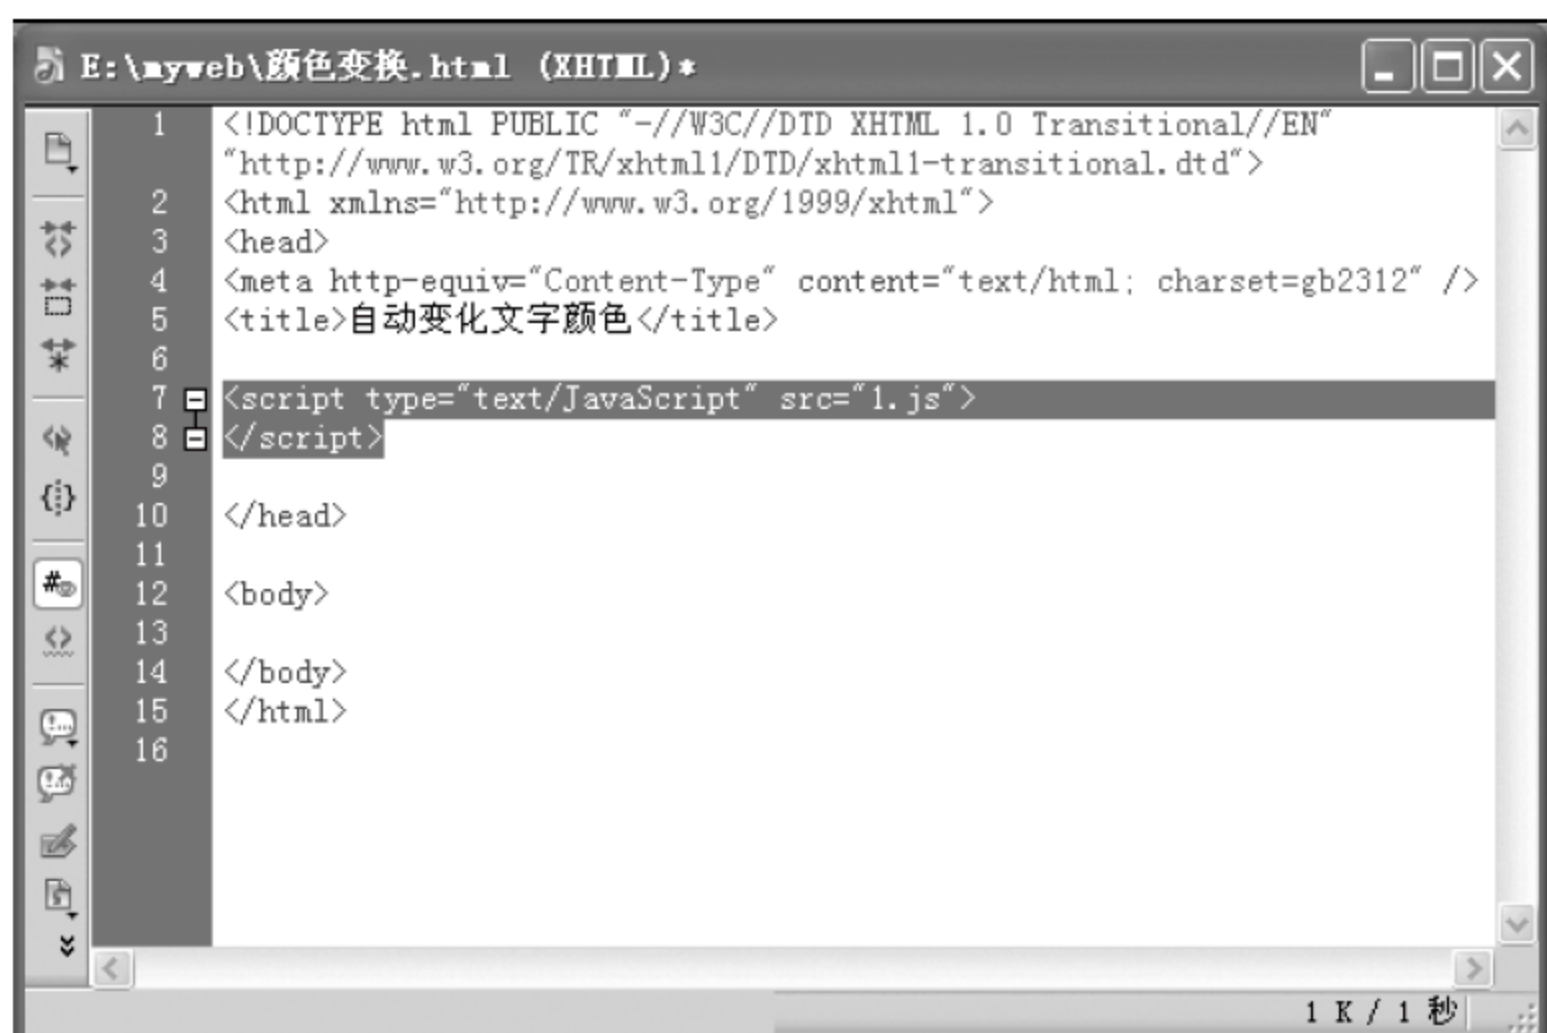 E:\myweb\颜色变换.html (XHTML)*
1 <!DOCTYPE html PUBLIC "-//W3C//DTD XHTML 1.0 Transitional//EN"
"http://www.w3.org/TR/xhtml1/DTD/xhtml1-transitional.dtd">
2 <html xmlns="http://www.w3.org/1999/xhtml">
3 <head>
4 <meta http-equiv="Content-Type" content="text/html; charset=gb2312" />
5 <title>自动变化文字颜色</title>
6
7 <script type="text/JavaScript" src="1.js">
8 </script>
9
10 </head>
11
12 <body>
13
14 </body>
15 </html>
16
1 K / 1 秒